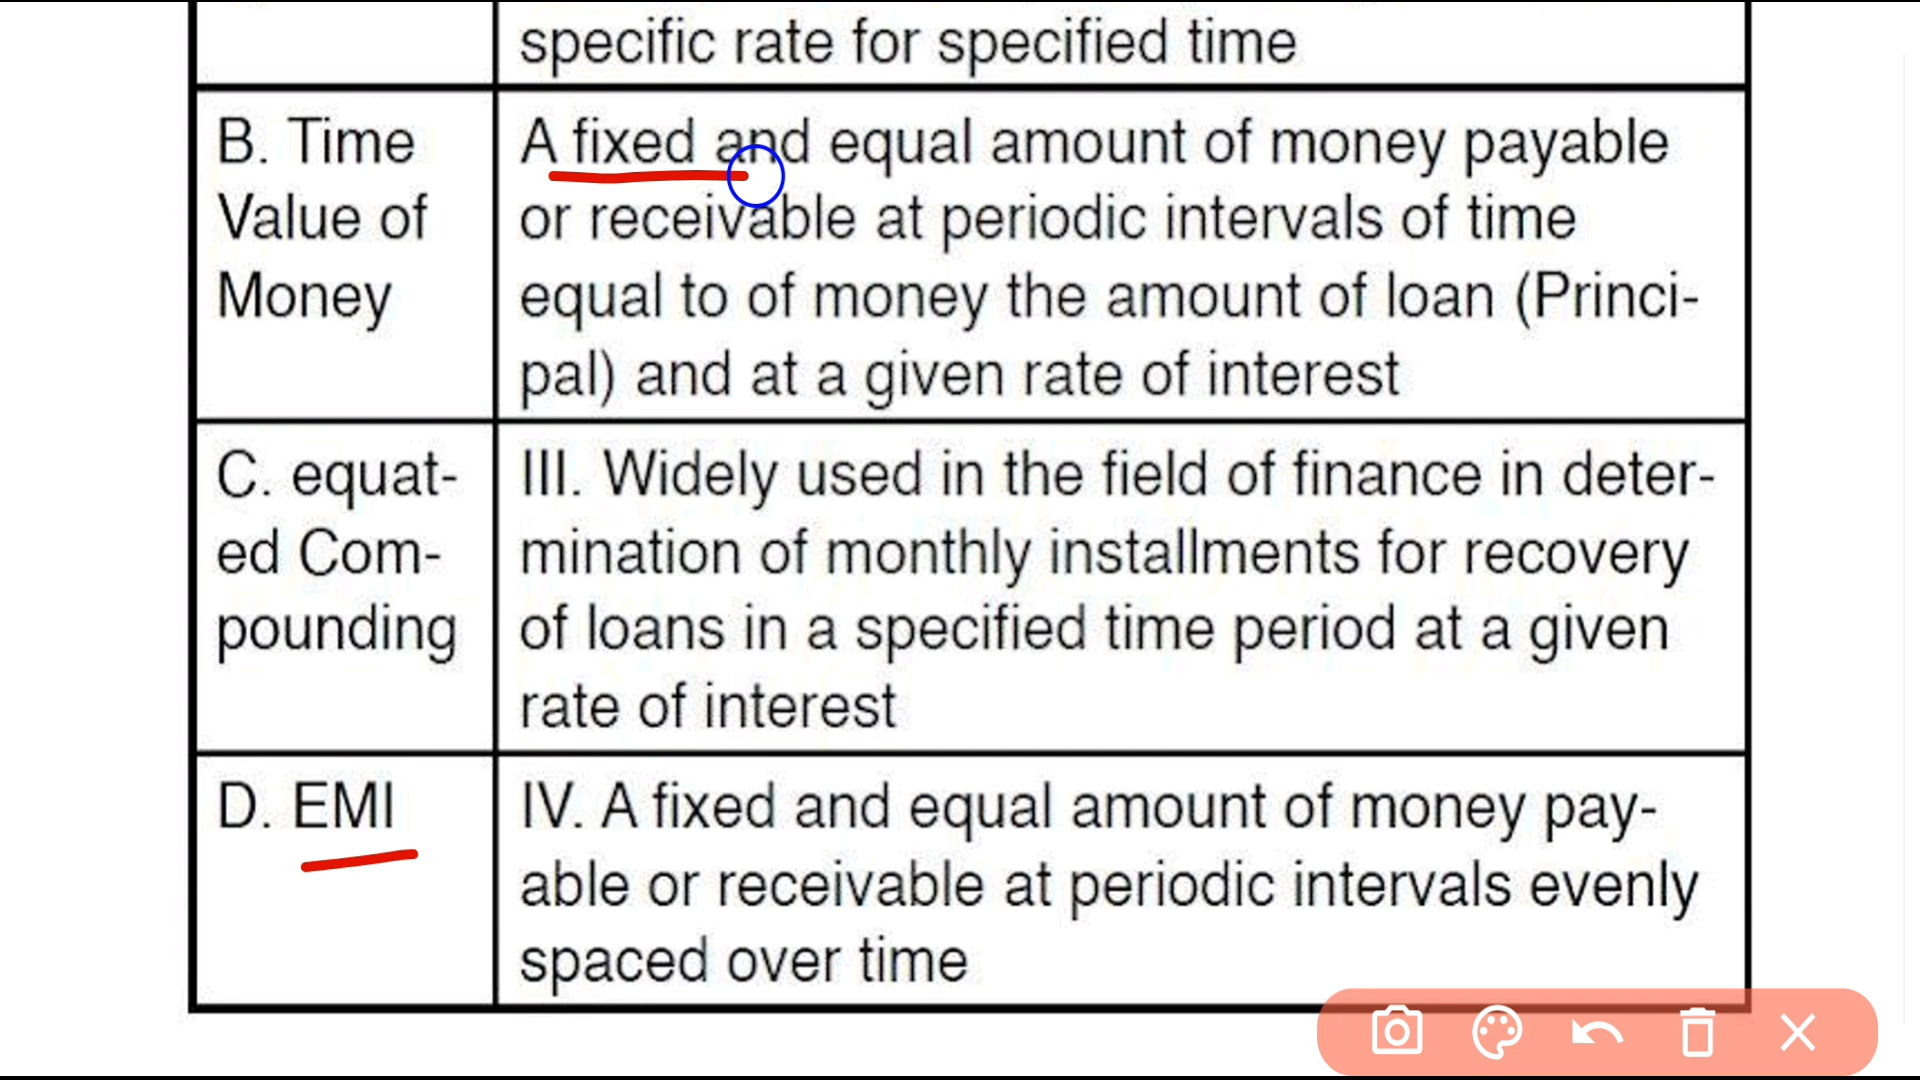 specific rate for specified time
B. Time
Value of
Money
A fixed and equal amount of money payable
or receivable at periodic intervals of time
equal to of money the amount of loan (Princi-
pal) and at a given rate of interest
C. equat-
ed Com-
pounding
III. Widely used in the field of finance in deter-
mination of monthly installments for recovery
of loans in a specified time period at a given
rate of interest
D. EMI
IV. A fixed and equal amount of money pay-
able or receivable at periodic intervals evenly
spaced over time